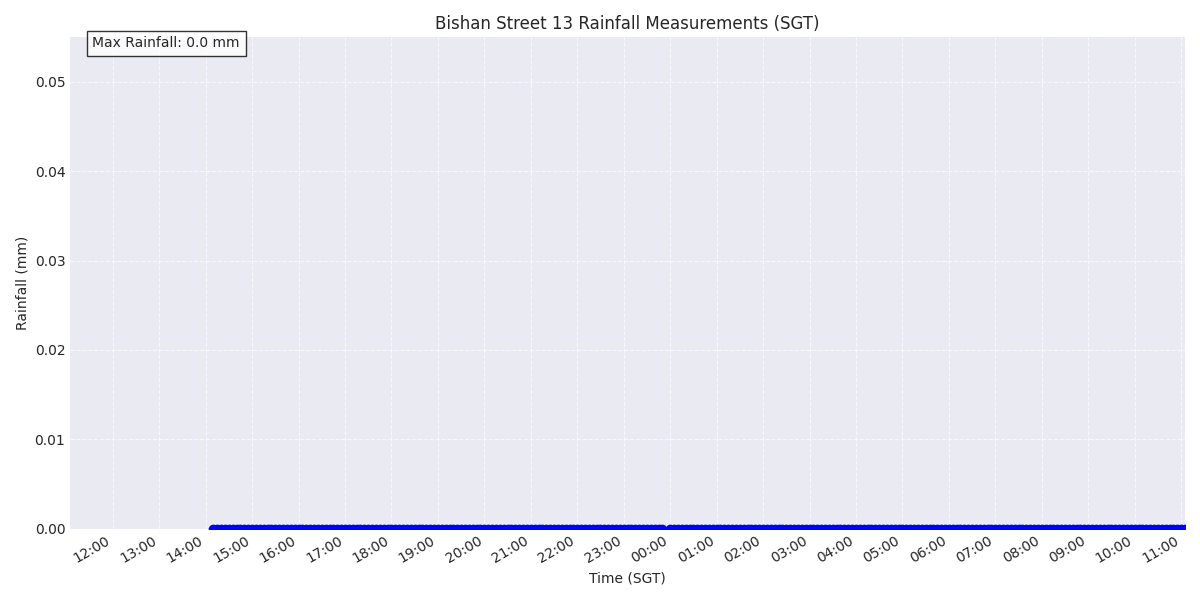 Bishan Street 13 Rainfall Measurements (SGT)
Max Rainfall: 0.0 mm
0.05
0.04
0.03
0.02
0.01
0.00
Rainfall (mm)
12:00 13:00 14:00 15:00 16:00 17:00 18:00 19:00 20:00 21:00 22:00 23:00 00:00 01:00 02:00 03:00 04:00 05:00 06:00 07:00 08:00 09:00 10:00 11:00
Time (SGT)